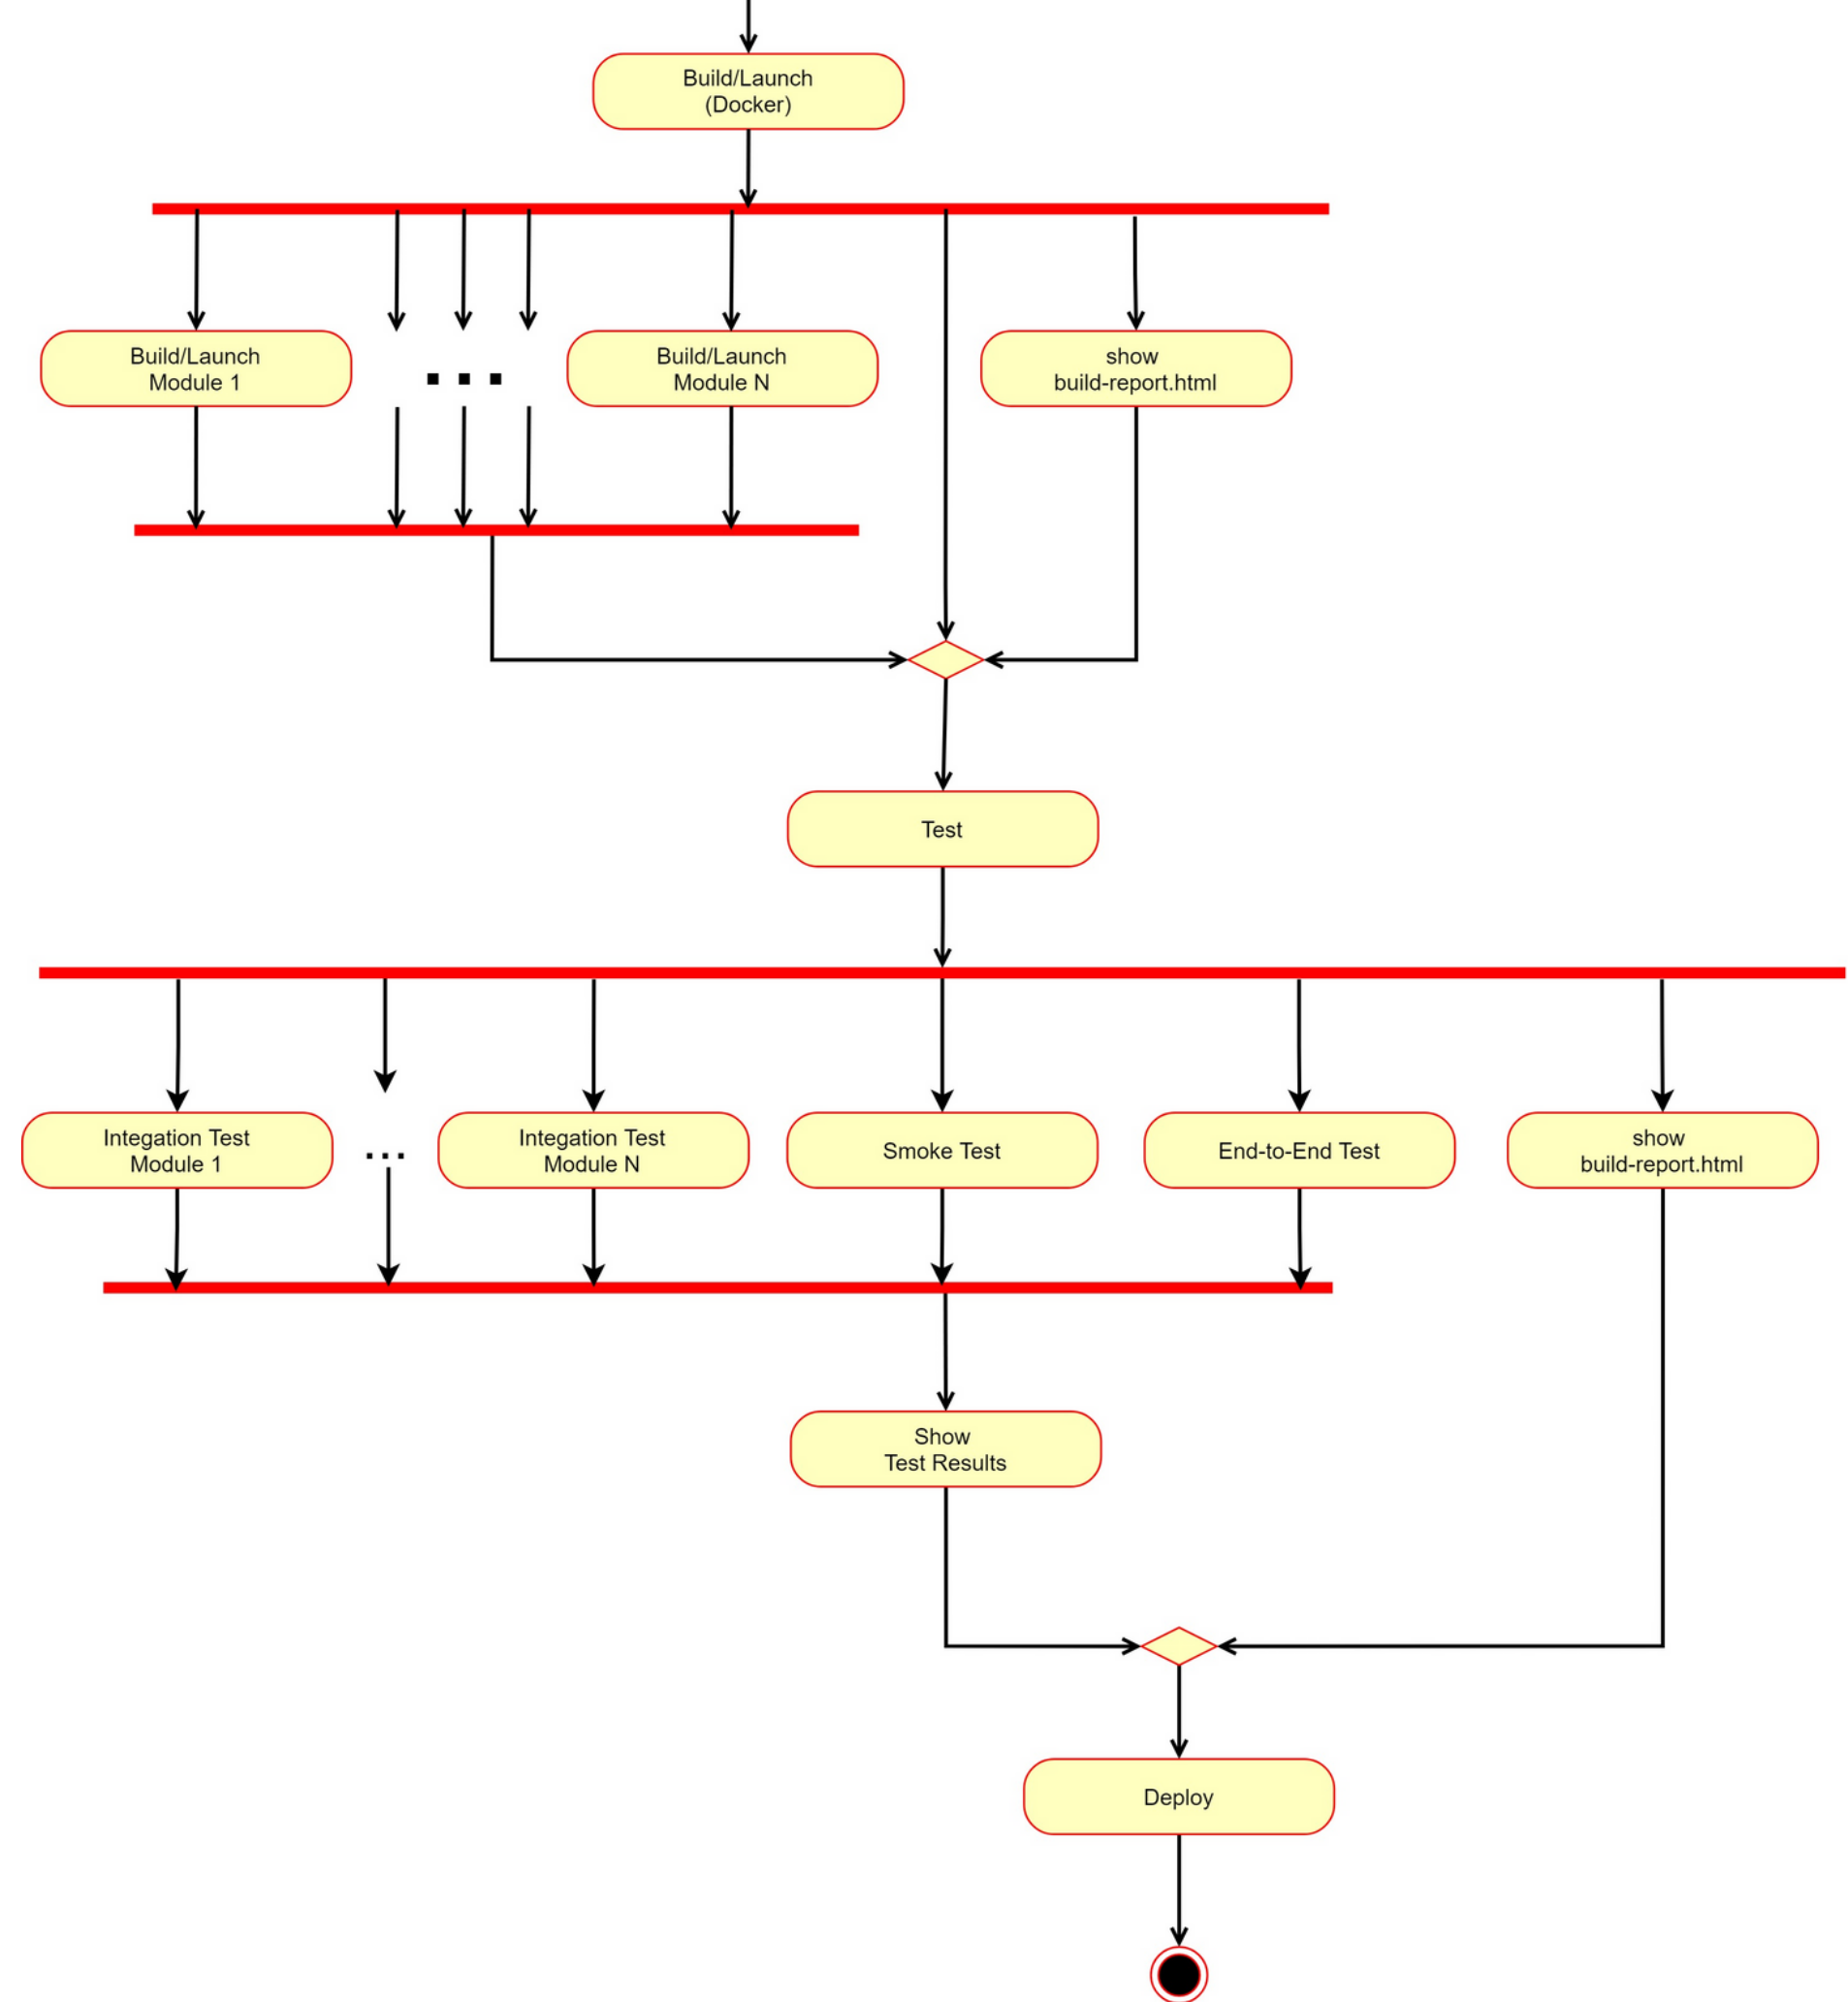 Build/Launch
(Docker)
Build/Launch
Module 1
...
Build/Launch
Module N
show
build-report.html
Test
Integation Test
Module 1
...
Integation Test
Module N
Smoke Test
End-to-End Test
show
build-report.html
Show
Test Results
Deploy